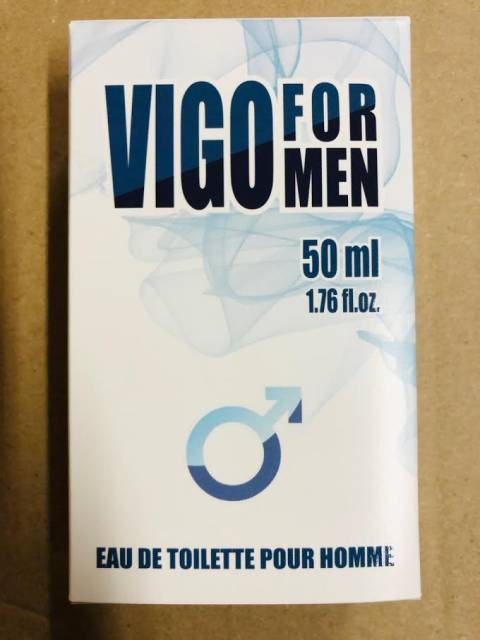 VIGO FOR
MEN
50 ml
1.76 fl.oz.
EAU DE TOILETTE POUR HOMME